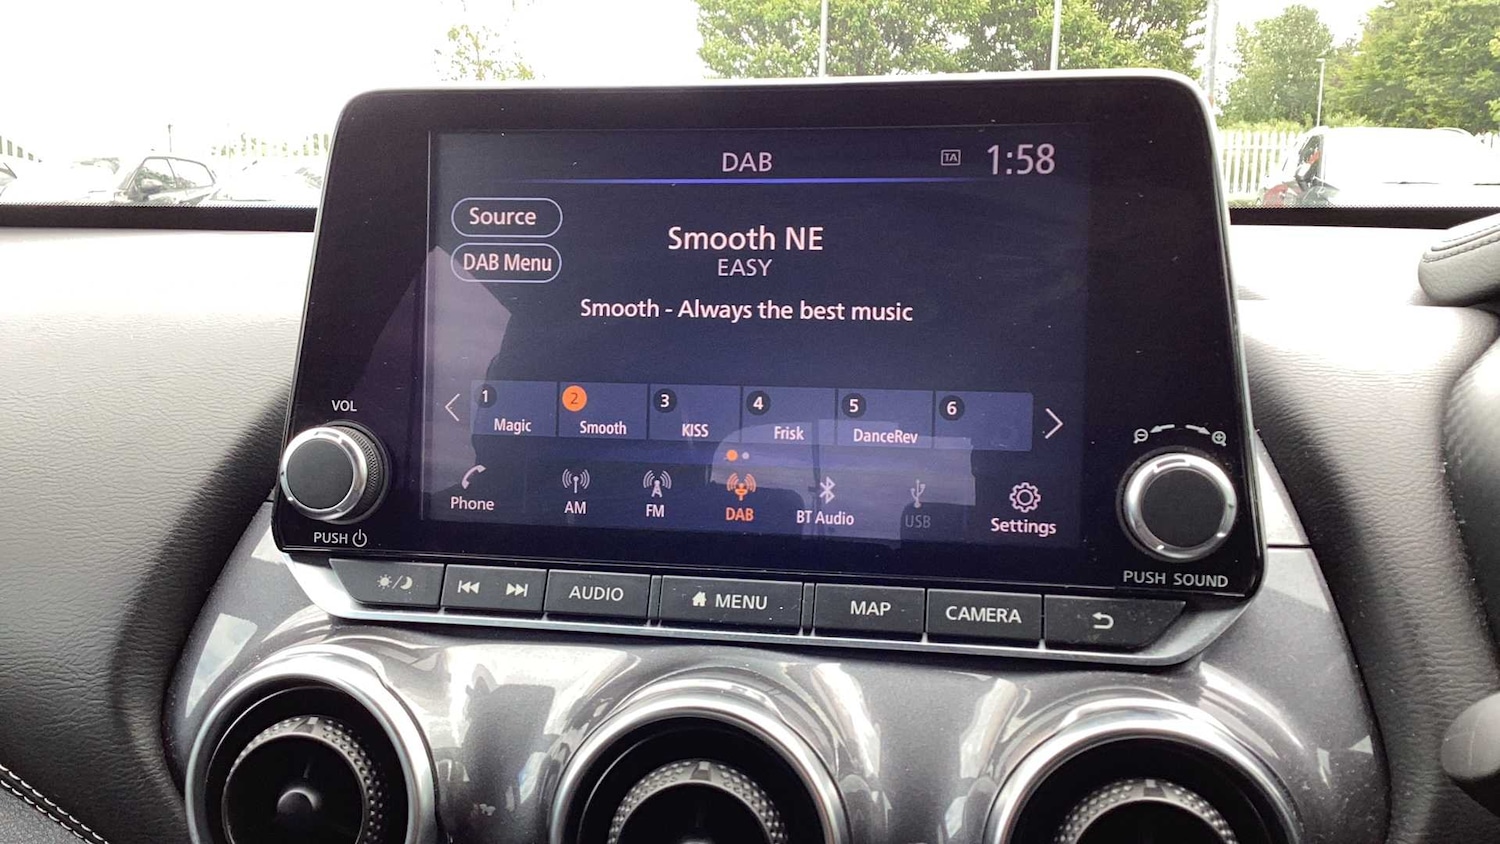 DAB
TA 1:58
Source
DAB Menu
Smooth NE
EASY
Smooth - Always the best music
1 Magic
2 Smooth
3 KISS
4 Frisk
5 DanceRev
6
Phone
AM
FM
DAB
BT Audio
USB
Settings
VOL
PUSH
PUSH SOUND
AUDIO
MENU
MAP
CAMERA